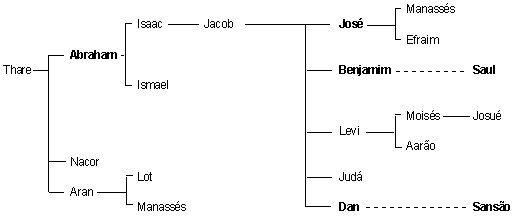 Manassés
Isaac Jacob José
Efraim
Abraham
Thare Benjamim Saul
Ismael
Moisés Josué
Levi
Aarão
Nacor
Lot Judá
Aran
Manassés Dan Sansão